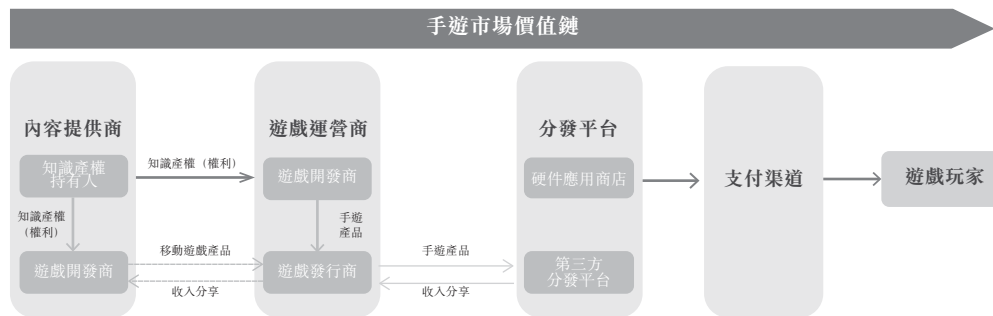 手遊市場價值鏈
內容提供商
遊戲運營商
分發平台
支付渠道
遊戲玩家
知識產權
持有人
知識產權（權利）
遊戲開發商
硬件應用商店
知識產權
（權利）
手遊
產品
遊戲開發商
移動遊戲產品
收入分享
遊戲發行商
手遊產品
收入分享
第三方
分發平台